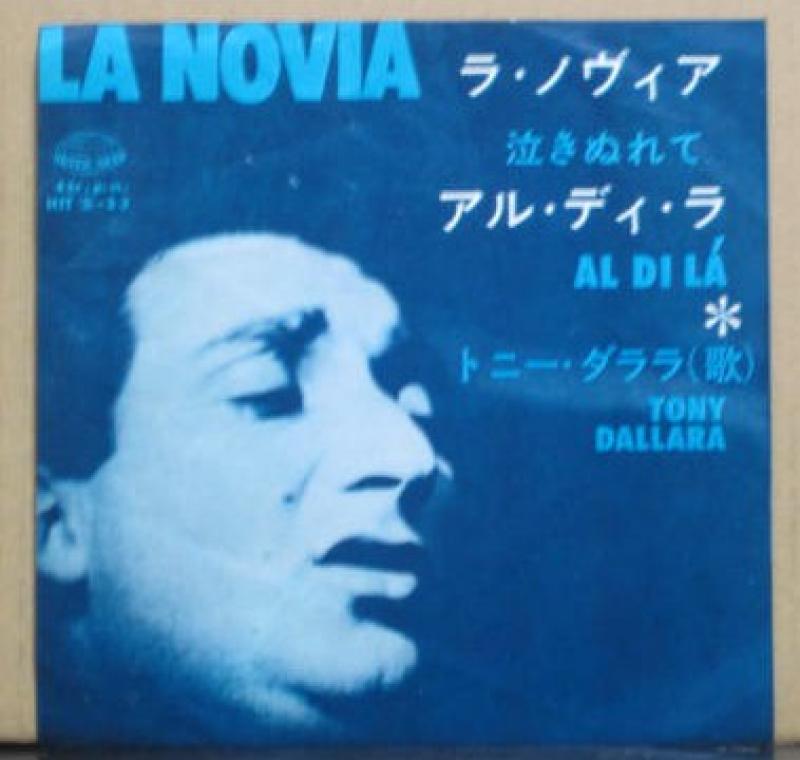 LA NOVIA
ラ・ノヴィア
泣きぬれて
アル・ディ・ラ
AL DI LÁ
*
トニー・ダララ(歌)
TONY
DALLARA